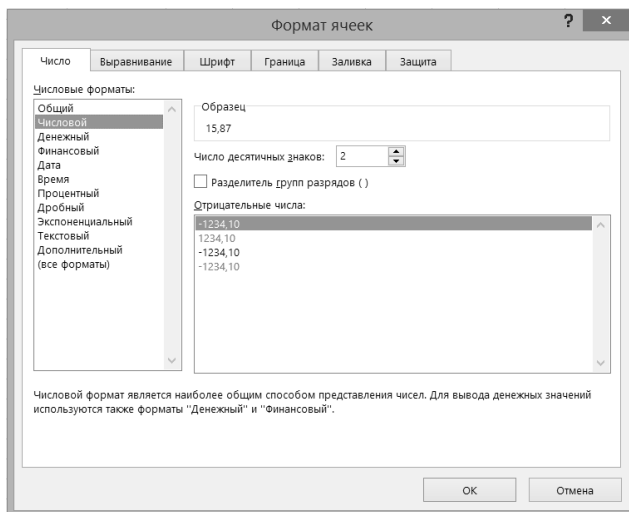 Формат ячеек
?
×
Число
Выравнивание
Шрифт
Граница
Заливка
Защита
Числовые форматы:
Общий
Числовой
Денежный
Финансовый
Дата
Время
Процентный
Дробный
Экспоненциальный
Текстовый
Дополнительный
(все форматы)
Образец
15,87
Число десятичных знаков:
2
Разделитель групп разрядов ( )
Отрицательные числа:
-1234,10
1234,10
-1234,10
-1234,10
Числовой формат является наиболее общим способом представления чисел. Для вывода денежных значений
используются также форматы "Денежный" и "Финансовый".
ОК
Отмена